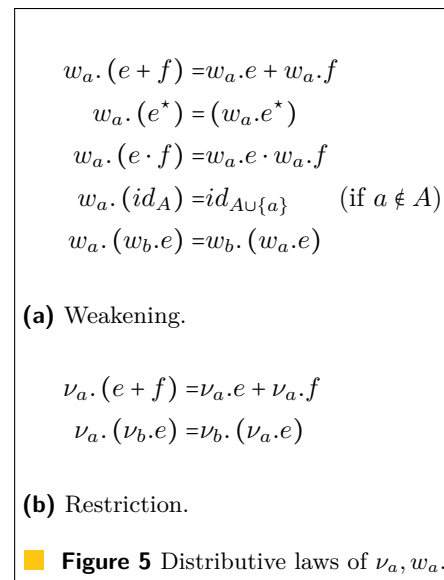 w_a. (e + f) =w_a.e + w_a.f
w_a. (e^⋆) = (w_a.e^⋆)
w_a. (e · f) =w_a.e · w_a.f
w_a. (id_A) =id_{A∪{a}} (if a ∉ A)
w_a. (w_b.e) =w_b. (w_a.e)
(a) Weakening.
ν_a. (e + f) =ν_a.e + ν_a.f
ν_a. (ν_b.e) =ν_b. (ν_a.e)
(b) Restriction.
Figure 5 Distributive laws of ν_a, w_a.